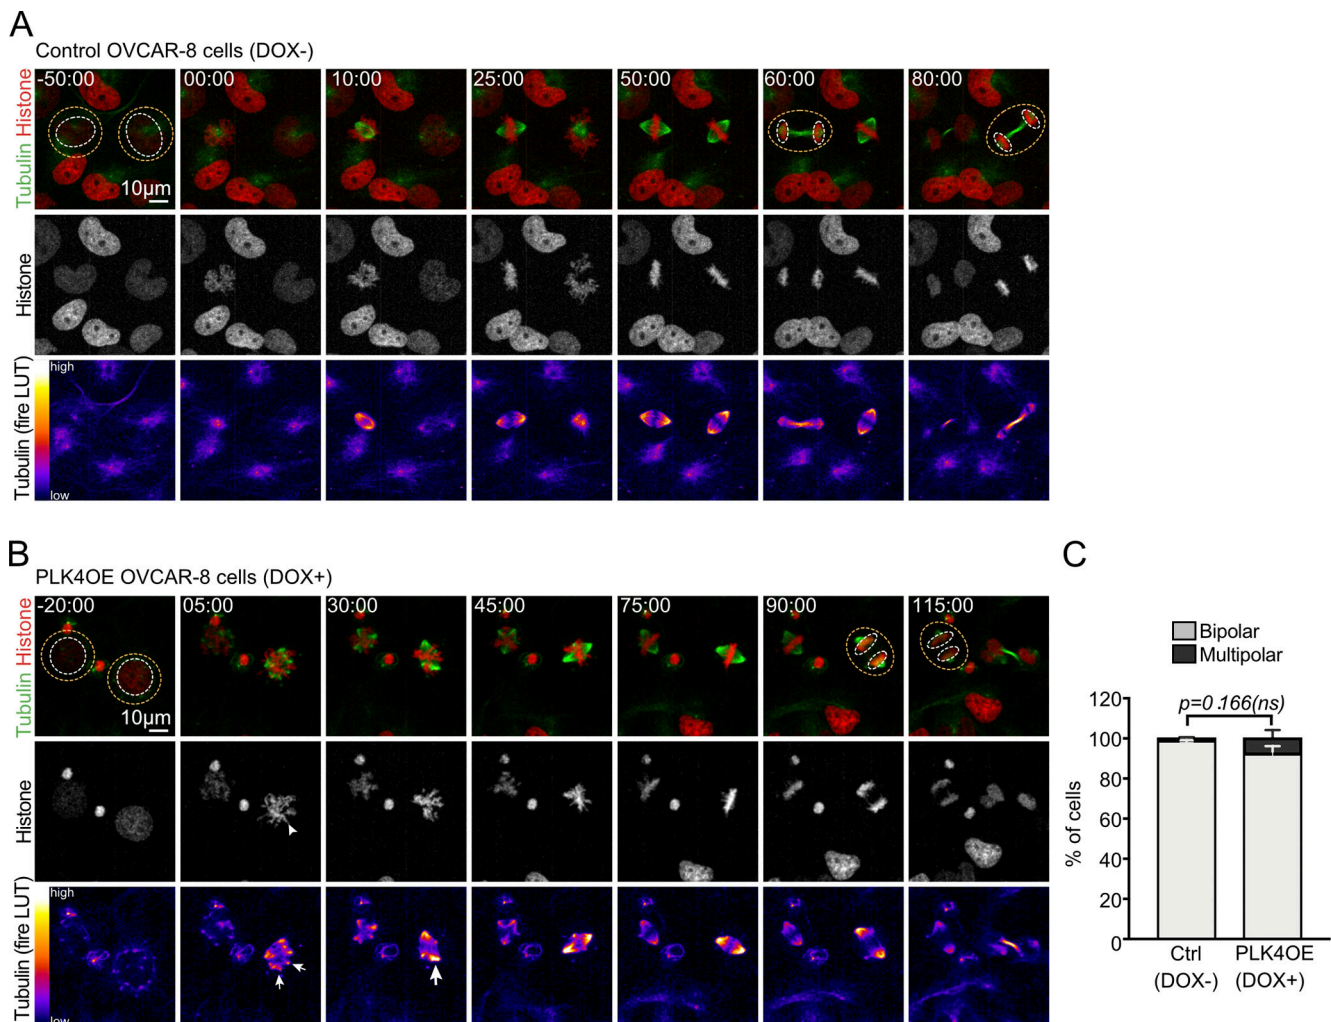 A
Control OVCAR-8 cells (DOX-)
Tubulin Histone
-50:00
00:00
10:00
25:00
50:00
60:00
80:00
10µm
Histone
Tubulin (fire LUT)
high
low
B
PLK4OE OVCAR-8 cells (DOX+)
Tubulin Histone
-20:00
05:00
30:00
45:00
75:00
90:00
115:00
10µm
Histone
Tubulin (fire LUT)
high
low
C
Bipolar
Multipolar
p=0.166(ns)
% of cells
120
100
80
60
40
20
0
Ctrl
(DOX-)
PLK4OE
(DOX+)